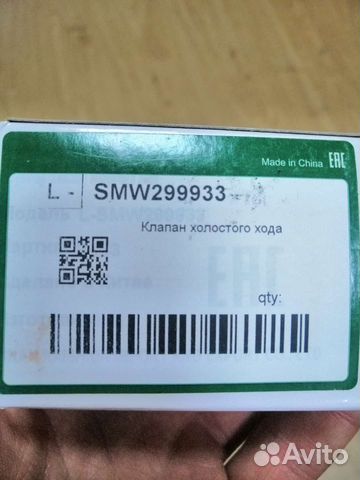 Made in China EAC
L - SMW299933
Клапан холостого хода
qty:
Avito